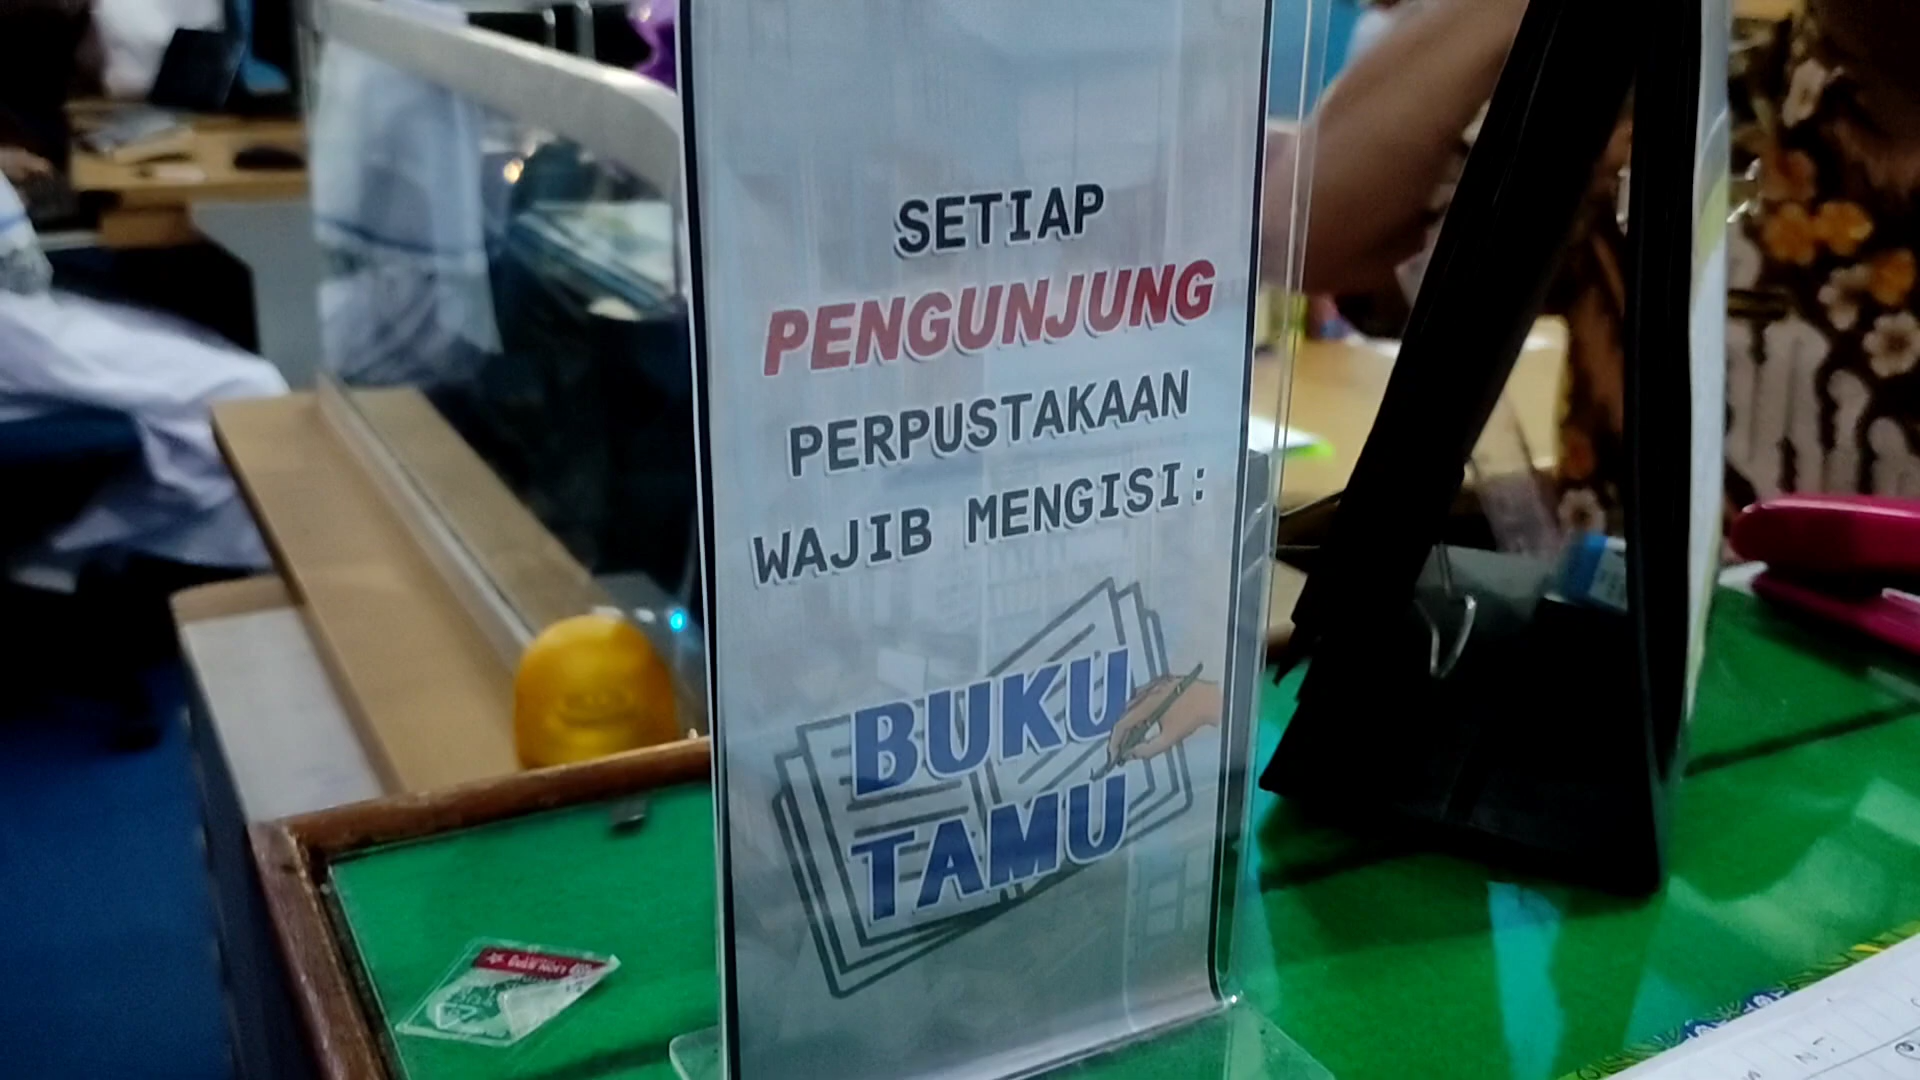 SETIAP
PENGUNJUNG
PERPUSTAKAAN
WAJIB MENGISI:
BUKU
TAMU